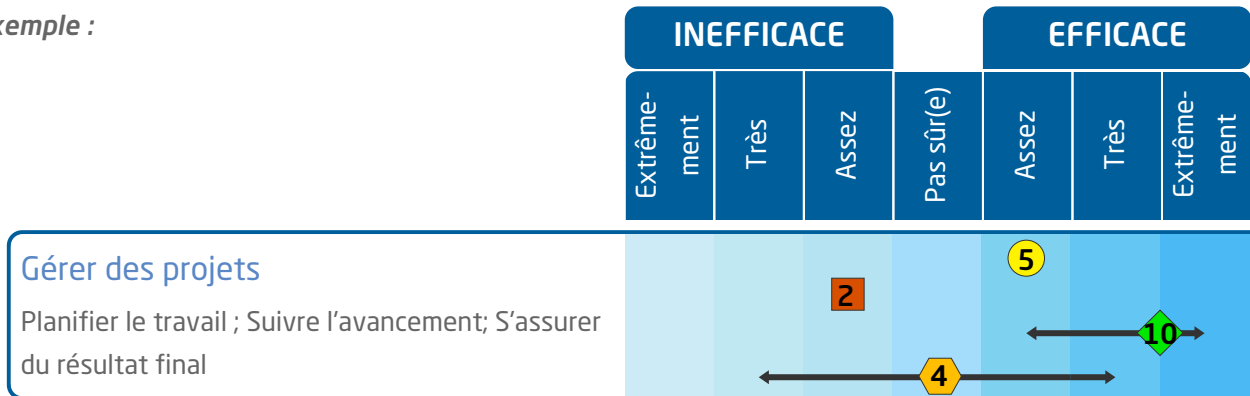 xemple :
INEFFICACE
EFFICACE
Extrême-
ment
Très
Assez
Pas sûr(e)
Assez
Très
Extrême-
ment
Gérer des projets
5
2
Planifier le travail ; Suivre l'avancement; S'assurer
10
du résultat final
4